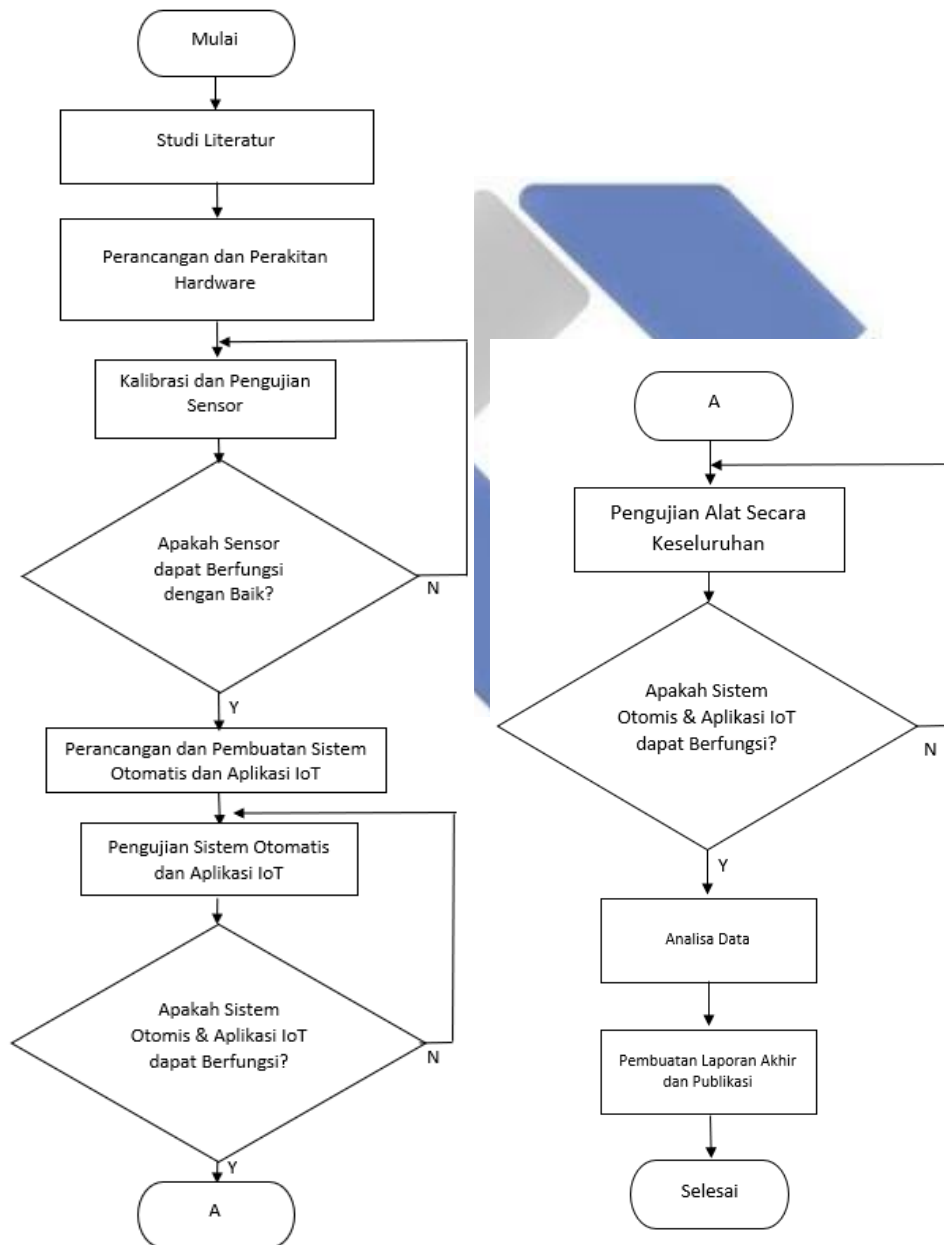 Mulai
Studi Literatur
Perancangan dan Perakitan
Hardware
Kalibrasi dan Pengujian
Sensor
Apakah Sensor
dapat Berfungsi
dengan Baik?
N
Y
Perancangan dan Pembuatan Sistem
Otomatis dan Aplikasi IoT
Pengujian Sistem Otomatis
dan Aplikasi IoT
Apakah Sistem
Otomis & Aplikasi IoT
dapat Berfungsi?
N
Y
A
A
Pengujian Alat Secara
Keseluruhan
Apakah Sistem
Otomis & Aplikasi IoT
dapat Berfungsi?
N
Y
Analisa Data
Pembuatan Laporan Akhir
dan Publikasi
Selesai